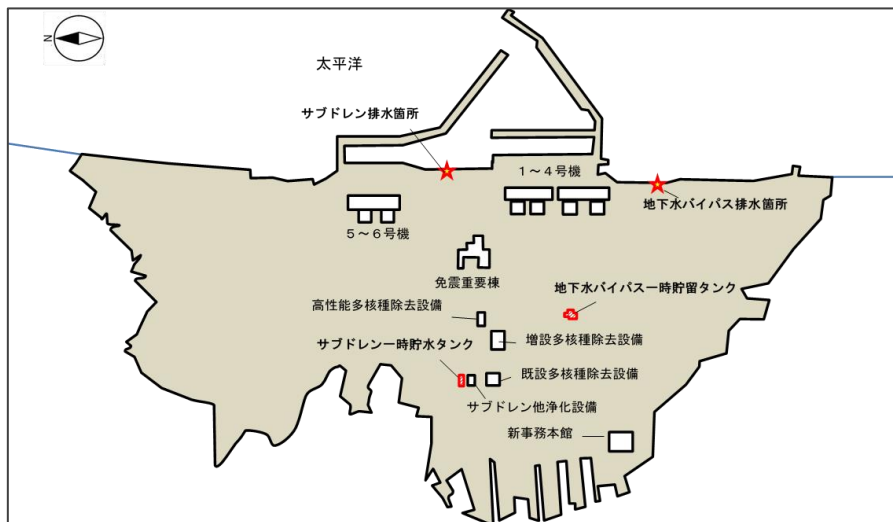 N
太平洋
サブドレン排水箇所
1～4号機
地下水バイパス排水箇所
5～6号機
免震重要棟
地下水バイパス一時貯留タンク
高性能多核種除去設備
増設多核種除去設備
サブドレン一時貯水タンク
既設多核種除去設備
サブドレン他浄化設備
新事務本館